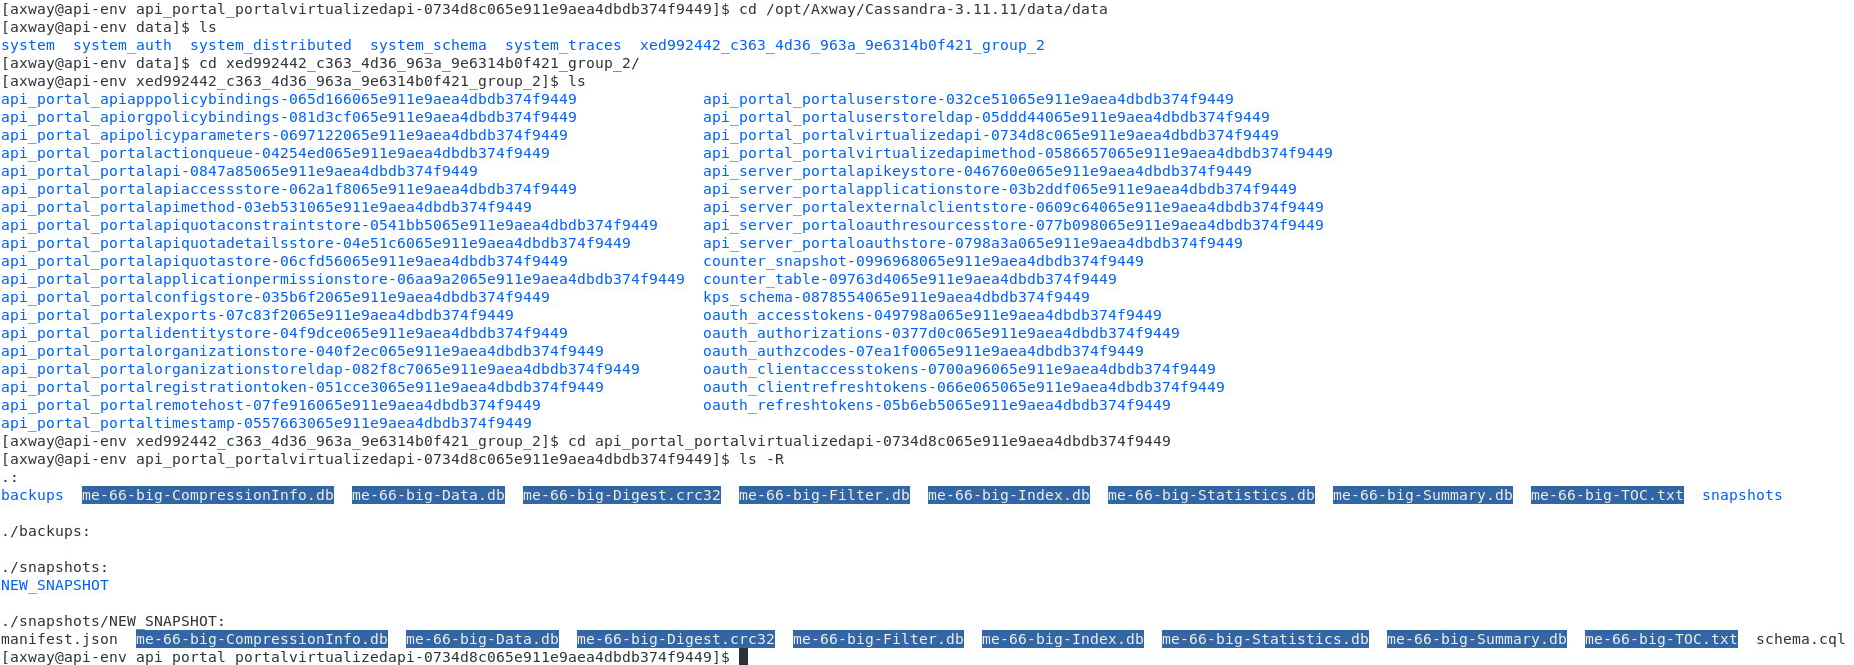 [axway@api-env api_portal_portalvirtualizedapi-0734d8c065e911e9aea4dbdb374f9449]$ cd /opt/Axway/Cassandra-3.11.11/data/data
[axway@api-env data]$ ls
system  system_auth  system_distributed  system_schema  system_traces  xed992442_c363_4d36_963a_9e6314b0f421_group_2
[axway@api-env data]$ cd xed992442_c363_4d36_963a_9e6314b0f421_group_2/
[axway@api-env xed992442_c363_4d36_963a_9e6314b0f421_group_2]$ ls
api_portal_apiapppolicybindings-065d166065e911e9aea4dbdb374f9449  api_portal_portaluserstore-032ce51065e911e9aea4dbdb374f9449
api_portal_apiorgpolicybindings-081d3cf065e911e9aea4dbdb374f9449  api_portal_portaluserstoreldap-05ddd44065e911e9aea4dbdb374f9449
api_portal_apipolicyparameters-0697122065e911e9aea4dbdb374f9449  api_portal_portalvirtualizedapi-0734d8c065e911e9aea4dbdb374f9449
api_portal_portalactionqueue-04254ed065e911e9aea4dbdb374f9449  api_portal_portalvirtualizedapimethod-0586657065e911e9aea4dbdb374f9449
api_portal_portalapi-0847a85065e911e9aea4dbdb374f9449  api_server_portalapikeystore-046760e065e911e9aea4dbdb374f9449
api_portal_portalapiaccessstore-062a1f8065e911e9aea4dbdb374f9449  api_server_portalapplicationstore-03b2ddf065e911e9aea4dbdb374f9449
api_portal_portalapimethod-03eb531065e911e9aea4dbdb374f9449  api_server_portalexternalclientstore-0609c64065e911e9aea4dbdb374f9449
api_portal_portalapiquotaconstraintstore-0541bb5065e911e9aea4dbdb374f9449  api_server_portaloauthresourcesstore-077b098065e911e9aea4dbdb374f9449
api_portal_portalapiquotadetailsstore-04e51c6065e911e9aea4dbdb374f9449  api_server_portaloauthstore-0798a3a065e911e9aea4dbdb374f9449
api_portal_portalapiquotastore-06cfd56065e911e9aea4dbdb374f9449  counter_snapshot-0996968065e911e9aea4dbdb374f9449
api_portal_portalapplicationpermissionstore-06aa9a2065e911e9aea4dbdb374f9449  counter_table-09763d4065e911e9aea4dbdb374f9449
api_portal_portalconfigstore-035b6f2065e911e9aea4dbdb374f9449  kps_schema-0878554065e911e9aea4dbdb374f9449
api_portal_portalexports-07c83f2065e911e9aea4dbdb374f9449  oauth_accesstokens-049798a065e911e9aea4dbdb374f9449
api_portal_portalidentitystore-04f9dce065e911e9aea4dbdb374f9449  oauth_authorizations-0377d0c065e911e9aea4dbdb374f9449
api_portal_portalorganizationstore-040f2ec065e911e9aea4dbdb374f9449  oauth_authzcodes-07ea1f0065e911e9aea4dbdb374f9449
api_portal_portalorganizationstoreldap-082f8c7065e911e9aea4dbdb374f9449  oauth_clientaccesstokens-0700a96065e911e9aea4dbdb374f9449
api_portal_portalregistrationtoken-051cce3065e911e9aea4dbdb374f9449  oauth_clientrefreshtokens-066e065065e911e9aea4dbdb374f9449
api_portal_portalremotehost-07fe916065e911e9aea4dbdb374f9449  oauth_refreshtokens-05b6eb5065e911e9aea4dbdb374f9449
api_portal_portaltimestamp-0557663065e911e9aea4dbdb374f9449
[axway@api-env xed992442_c363_4d36_963a_9e6314b0f421_group_2]$ cd api_portal_portalvirtualizedapi-0734d8c065e911e9aea4dbdb374f9449
[axway@api-env api_portal_portalvirtualizedapi-0734d8c065e911e9aea4dbdb374f9449]$ ls -R
.:
backups  me-66-big-CompressionInfo.db  me-66-big-Data.db  me-66-big-Digest.crc32  me-66-big-Filter.db  me-66-big-Index.db  me-66-big-Statistics.db  me-66-big-Summary.db  me-66-big-TOC.txt  snapshots
./backups:
./snapshots:
NEW_SNAPSHOT
./snapshots/NEW_SNAPSHOT:
manifest.json  me-66-big-CompressionInfo.db  me-66-big-Data.db  me-66-big-Digest.crc32  me-66-big-Filter.db  me-66-big-Index.db  me-66-big-Statistics.db  me-66-big-Summary.db  me-66-big-TOC.txt  schema.cql
[axway@api-env api_portal_portalvirtualizedapi-0734d8c065e911e9aea4dbdb374f9449]$